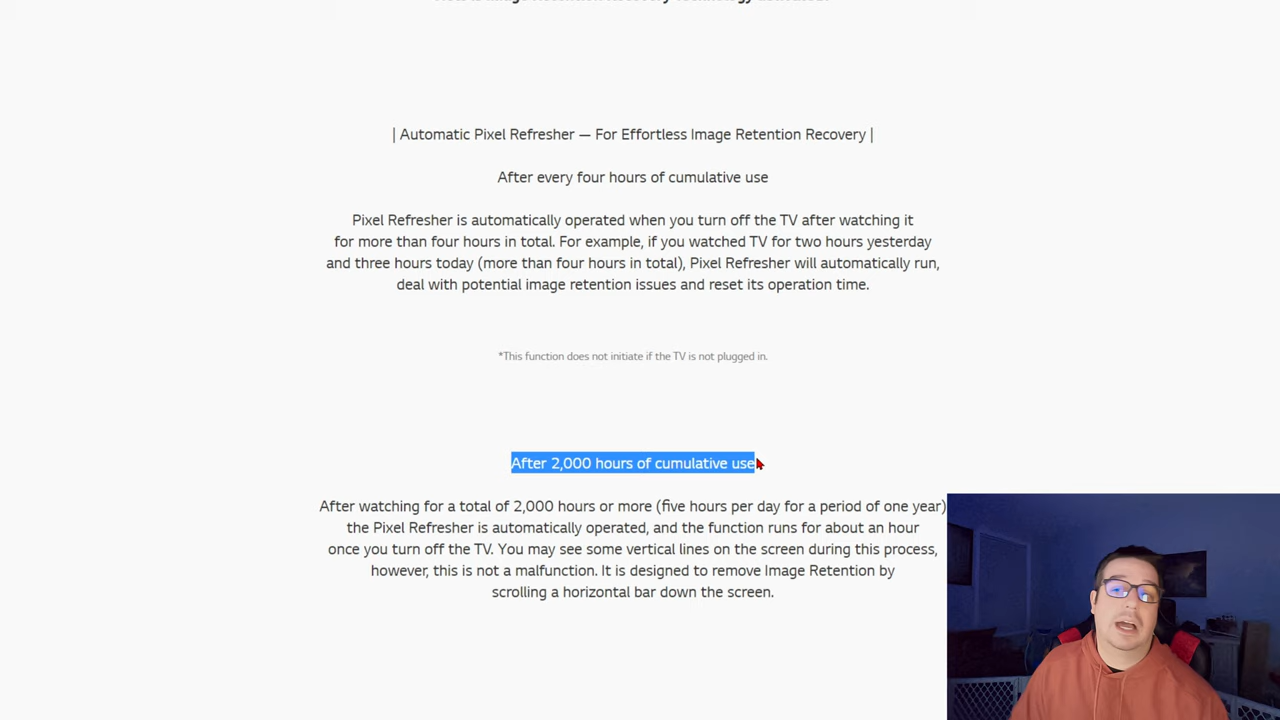 | Automatic Pixel Refresher — For Effortless Image Retention Recovery |
After every four hours of cumulative use
Pixel Refresher is automatically operated when you turn off the TV after watching it
for more than four hours in total. For example, if you watched TV for two hours yesterday
and three hours today (more than four hours in total), Pixel Refresher will automatically run,
deal with potential image retention issues and reset its operation time.
*This function does not initiate if the TV is not plugged in.
After 2,000 hours of cumulative use
After watching for a total of 2,000 hours or more (five hours per day for a period of one year)
the Pixel Refresher is automatically operated, and the function runs for about an hour
once you turn off the TV. You may see some vertical lines on the screen during this process,
however, this is not a malfunction. It is designed to remove Image Retention by
scrolling a horizontal bar down the screen.